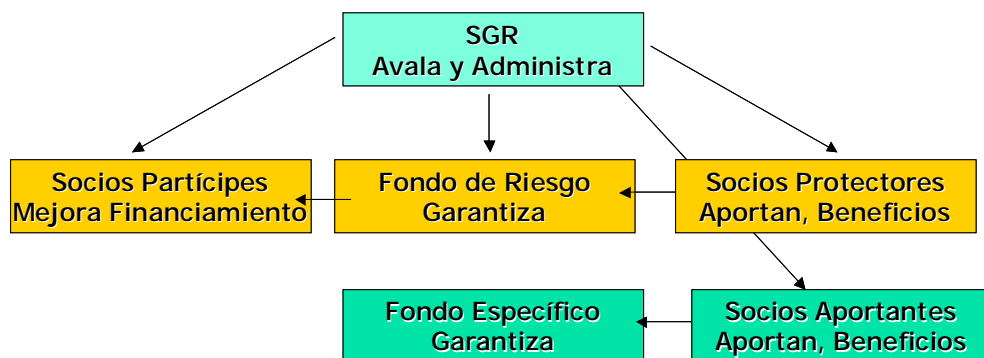 SGR
Avala y Administra
Socios Partícipes
Mejora Financiamiento
Fondo de Riesgo
Garantiza
Socios Protectores
Aportan, Beneficios
Fondo Específico
Garantiza
Socios Aportantes
Aportan, Beneficios